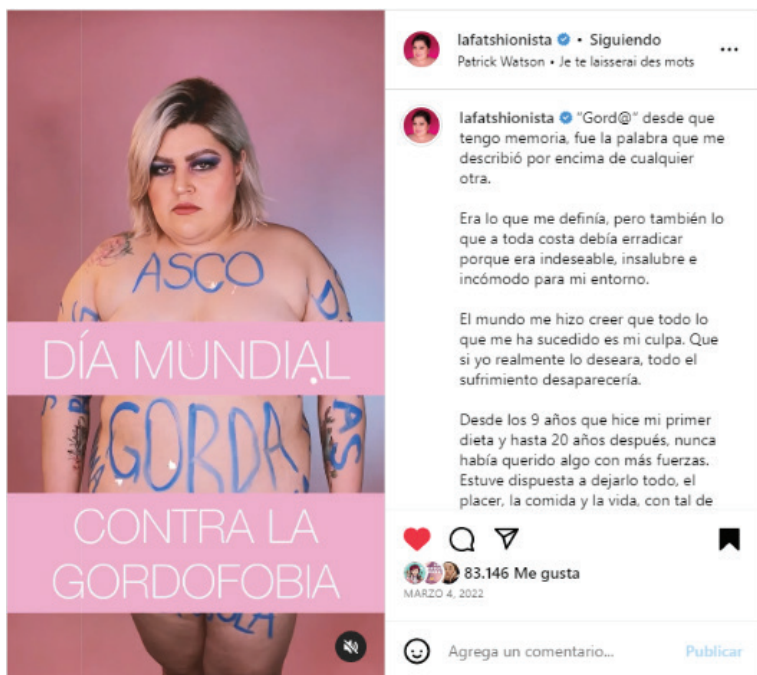 ASCO
DÍA MUNDIAL
GORDA
AS
CONTRA LA
GORDOFOBIA
lafatshionista • Siguiendo
Patrick Watson • Je te laisserai des mots
lafatshionista "Gord@" desde que
tengo memoria, fue la palabra que me
describió por encima de cualquier
otra.
Era lo que me definía, pero también lo
que a toda costa debía erradicar
porque era indeseable, insalubre e
incómodo para mi entorno.
El mundo me hizo creer que todo lo
que me ha sucedido es mi culpa. Que
si yo realmente lo deseara, todo el
sufrimiento desaparecería.
Desde los 9 años que hice mi primer
dieta y hasta 20 años después, nunca
había querido algo con más fuerzas.
Estuve dispuesta a dejarlo todo, el
placer, la comida y la vida, con tal de
83.146 Me gusta
MARZO 4, 2022
Agrega un comentario...
Publicar